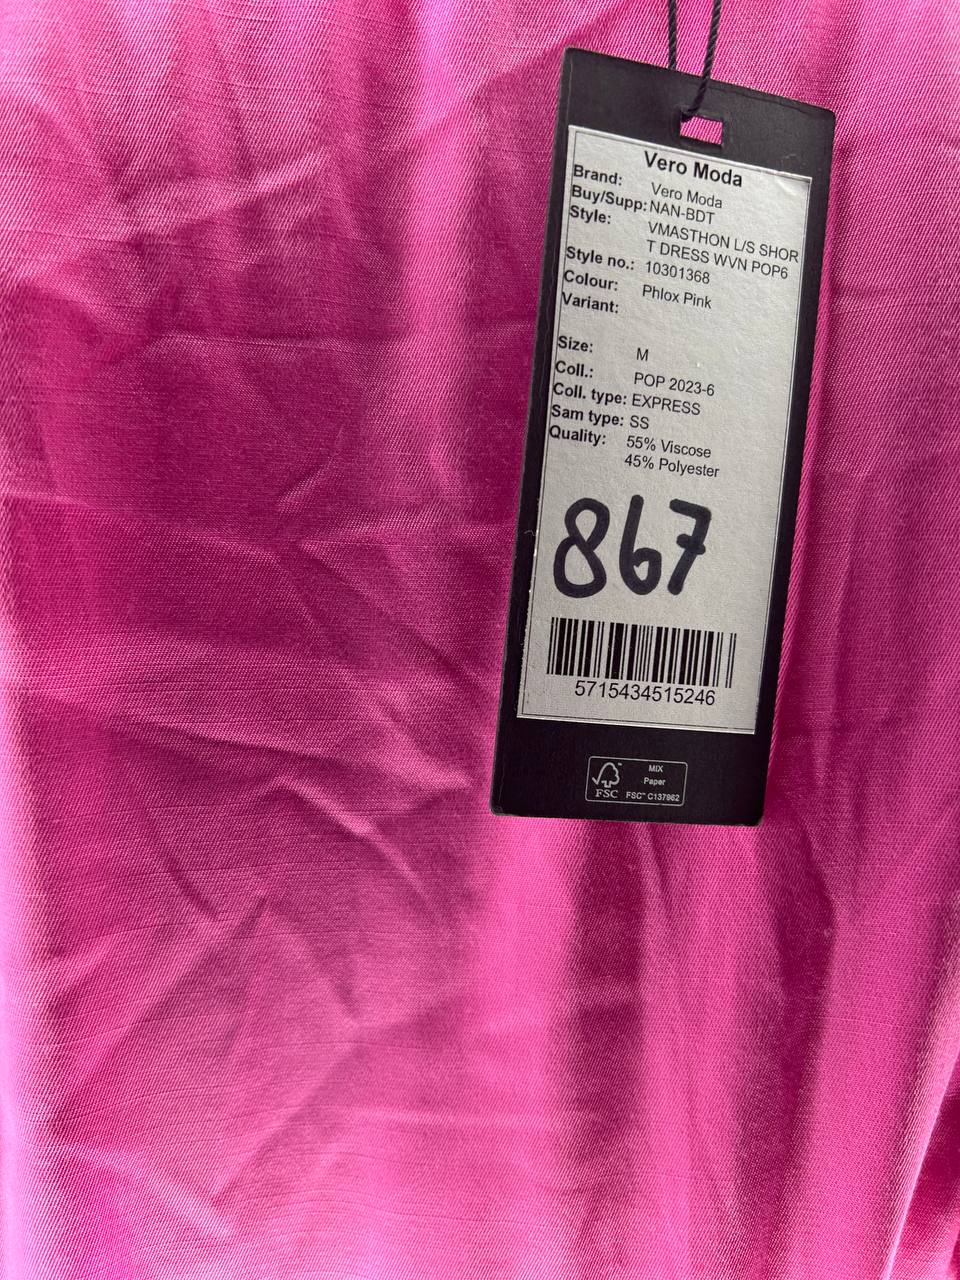 Vero Moda
Brand: Vero Moda
Buy/Supp: NAN-BDT
Style: VMASTHON L/S SHOR
T DRESS WVN POP6
Style no.: 10301368
Colour: Phlox Pink
Variant:
Size: M
Coll.: POP 2023-6
Coll. type: EXPRESS
Sam type: SS
Quality: 55% Viscose
45% Polyester
867
5715434515246
MIX
Paper
FSC™ FSC™ C137962